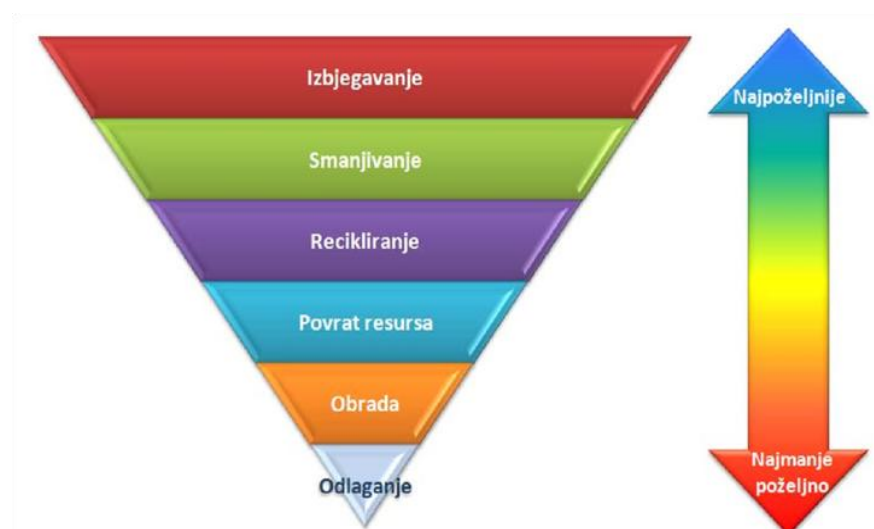 Izbjegavanje
Smanjivanje
Recikliranje
Povrat resursa
Obrada
Odlaganje
Najpoželjnije
Najmanje
poželjno